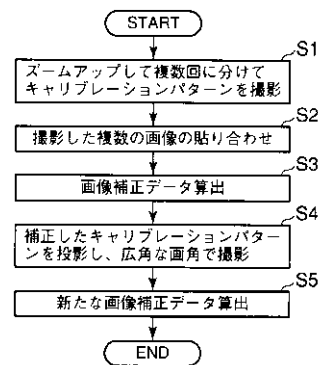 START
S1
ズームアップして複数回に分けて
キャリブレーションパターンを撮影
S2
撮影した複数の画像の貼り合わせ
S3
画像補正データ算出
S4
補正したキャリブレーションパター
ンを投影し、広角な画角で撮影
S5
新たな画像補正データ算出
END